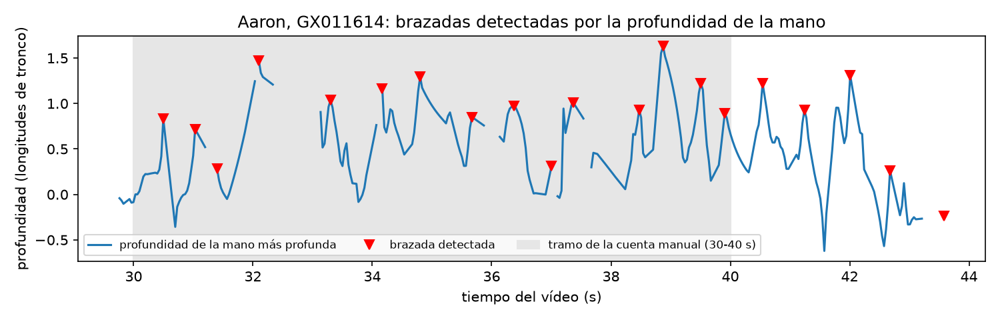 Aaron, GX011614: brazadas detectadas por la profundidad de la mano
profundidad (longitudes de tronco)
1.5
1.0
0.5
0.0
−0.5
profundidad de la mano más profunda
brazada detectada
tramo de la cuenta manual (30-40 s)
30 32 34 36 38 40 42 44
tiempo del vídeo (s)